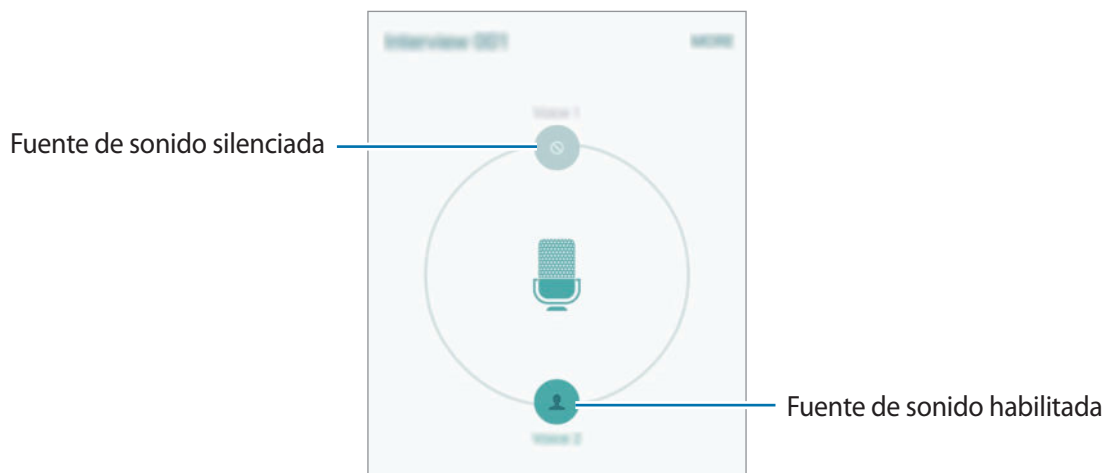 Interview 001
MORE
Voice 1
Fuente de sonido silenciada
Fuente de sonido habilitada
Voice 2